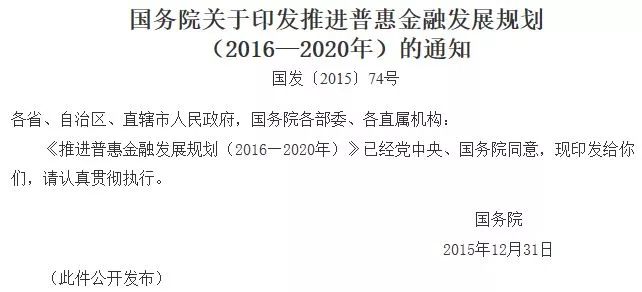 国务院关于印发推进普惠金融发展规划
（2016—2020年）的通知
国发〔2015〕74号
各省、自治区、直辖市人民政府，国务院各部委、各直属机构：
《推进普惠金融发展规划（2016—2020年）》已经党中央、国务院同意，现印发给你
们，请认真贯彻执行。
国务院
2015年12月31日
（此件公开发布）